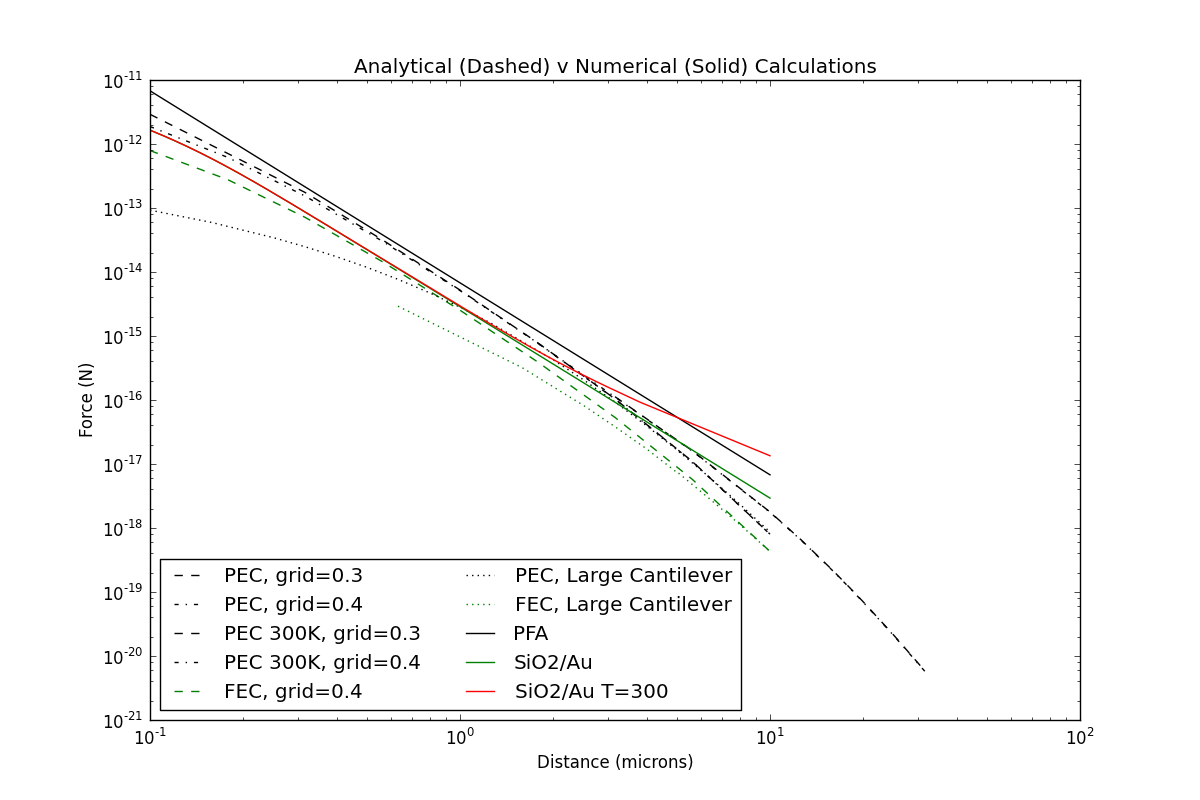 Analytical (Dashed) v Numerical (Solid) Calculations
10^-11
10^-12
10^-13
10^-14
10^-15
10^-16
10^-17
10^-18
10^-19
10^-20
10^-21
Force (N)
PEC, grid=0.3
PEC, grid=0.4
PEC 300K, grid=0.3
PEC 300K, grid=0.4
FEC, grid=0.4
PEC, Large Cantilever
FEC, Large Cantilever
PFA
SiO2/Au
SiO2/Au T=300
10^-1 10^0 10^1 10^2
Distance (microns)